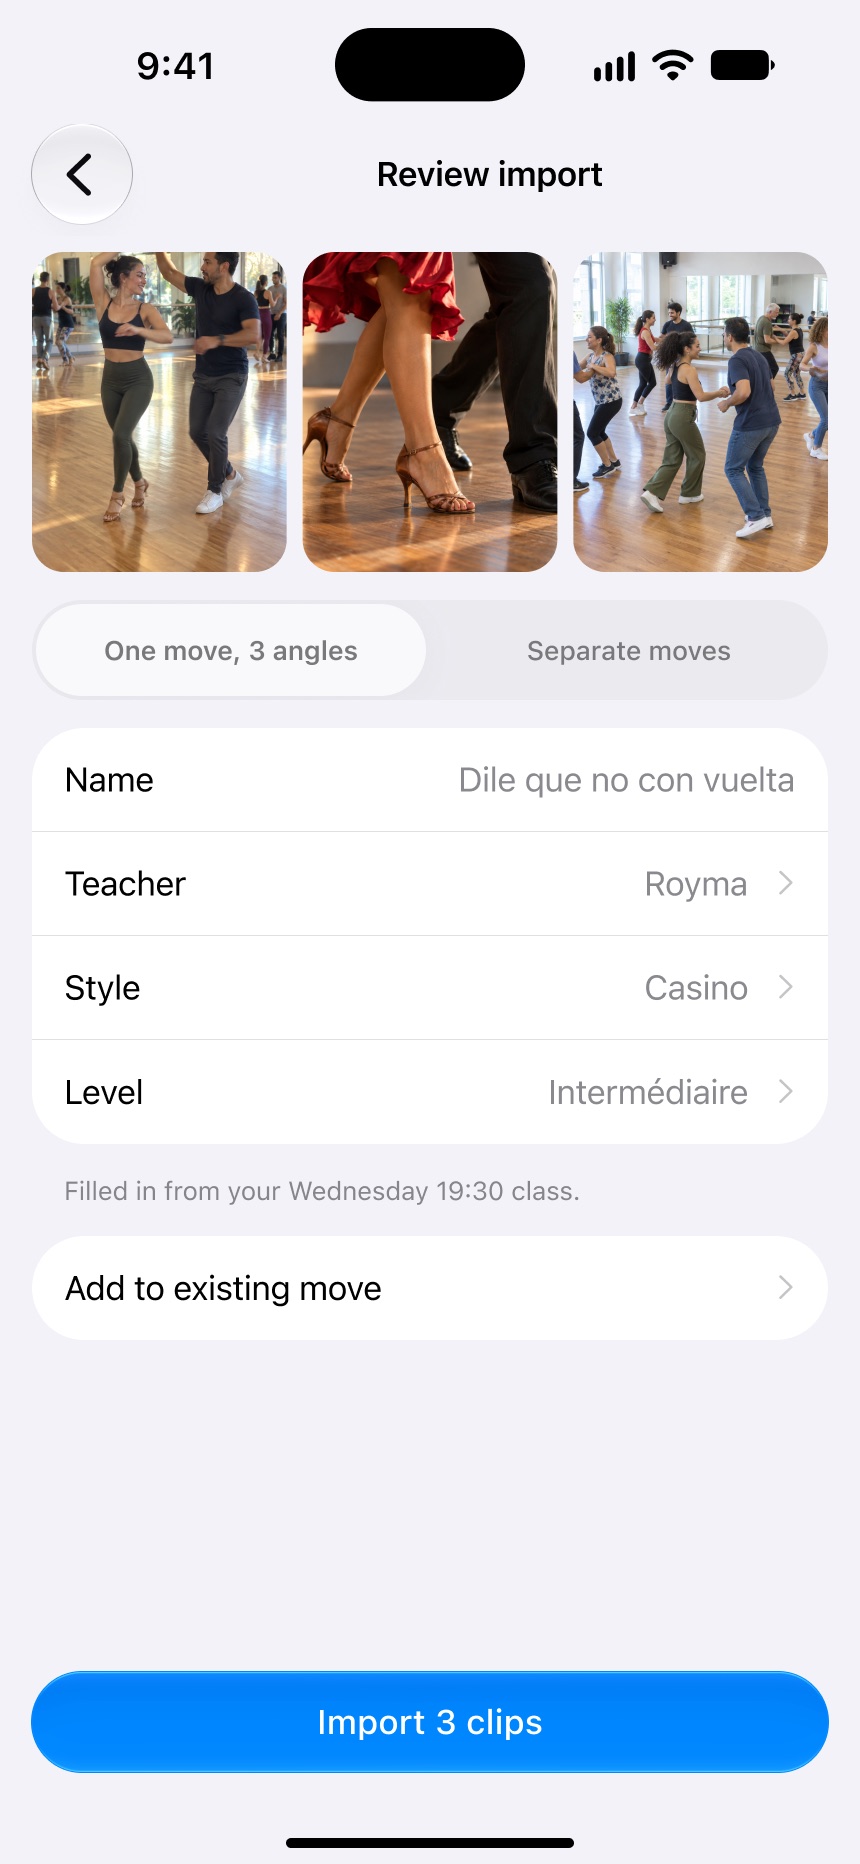 9:41
Review import
One move, 3 angles
Separate moves
Name
Dile que no con vuelta
Teacher
Royma
Style
Casino
Level
Intermédiaire
Filled in from your Wednesday 19:30 class.
Add to existing move
Import 3 clips